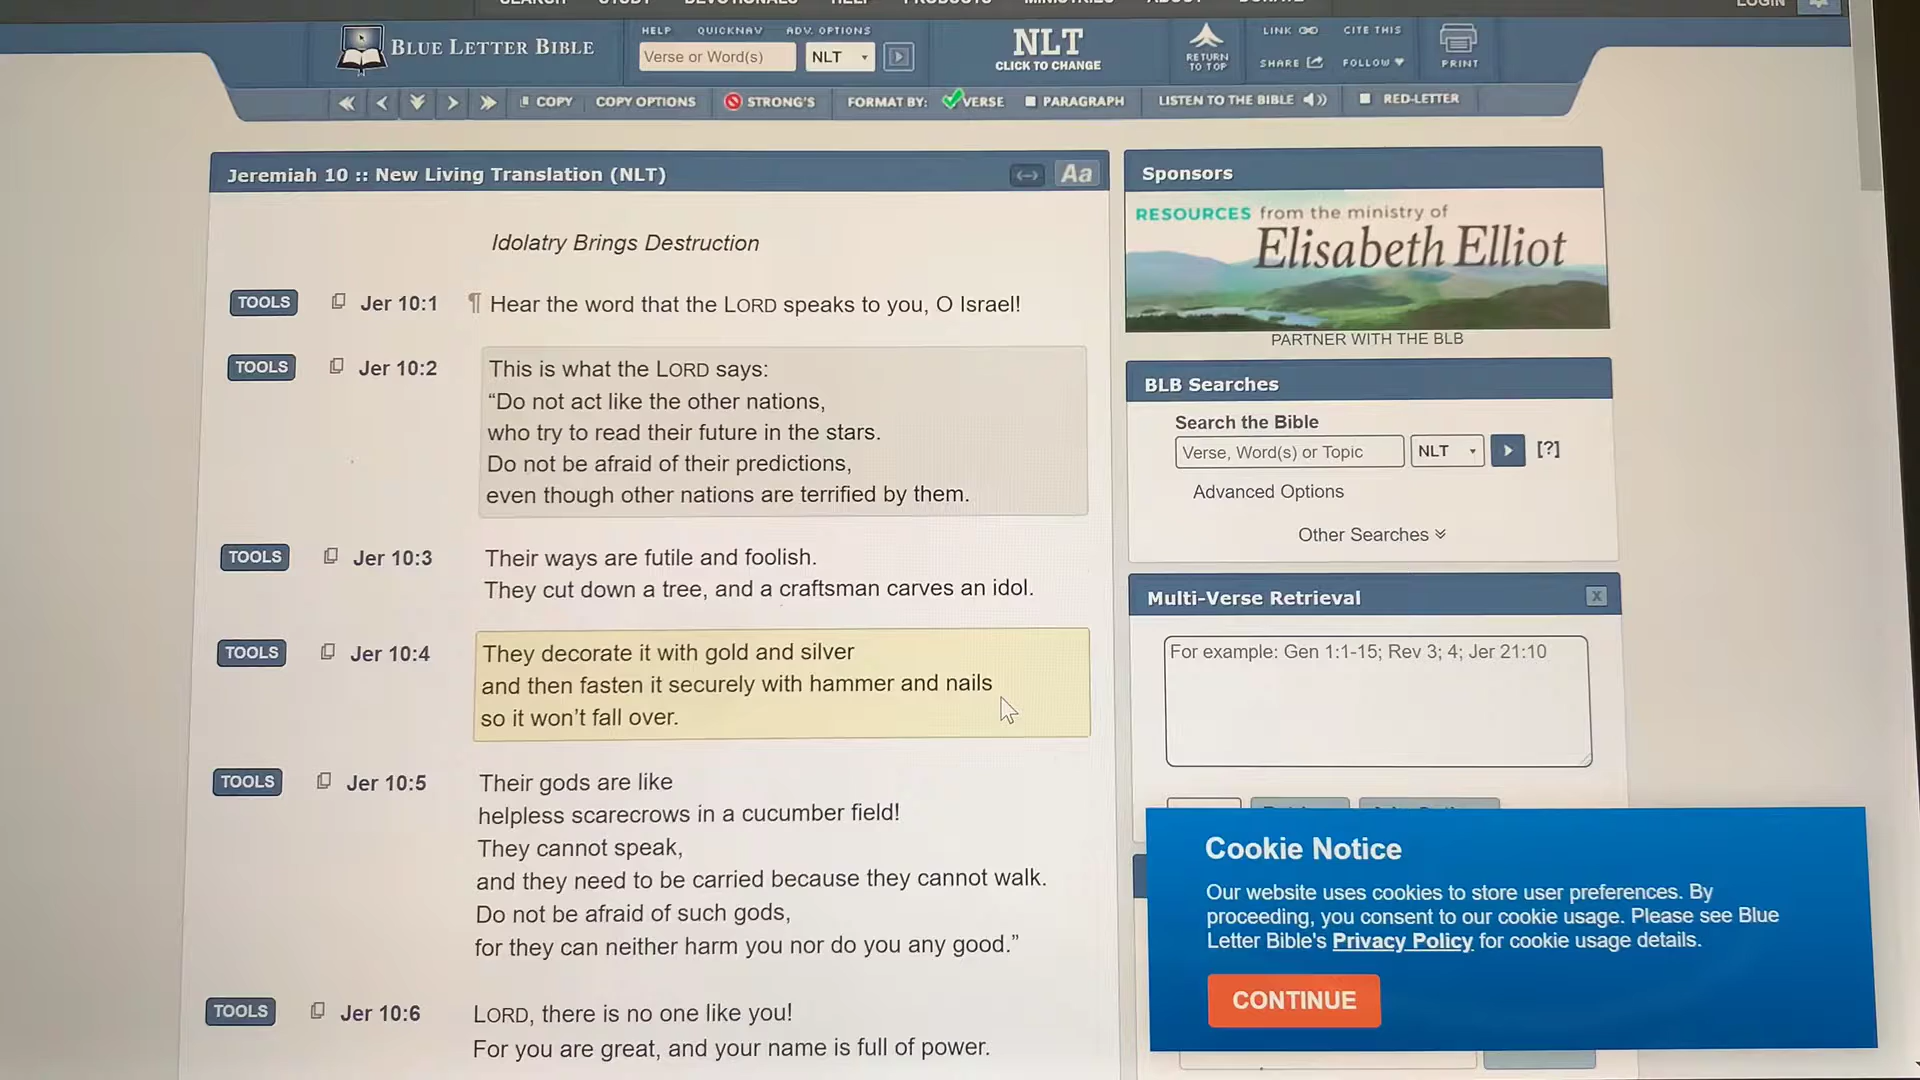 SEARCH STUDY DEVOTIONALS HELP PRODUCTS MINISTRIES ABOUT DONATE LOGIN
BLUE LETTER BIBLE
HELP QUICKNAV ADV. OPTIONS
Verse or Word(s) NLT
NLT
CLICK TO CHANGE
RETURN
TO TOP
LINK CITE THIS
SHARE FOLLOW
PRINT
COPY COPY OPTIONS STRONG'S FORMAT BY: VERSE PARAGRAPH LISTEN TO THE BIBLE RED-LETTER
Jeremiah 10 :: New Living Translation (NLT) Aa
Idolatry Brings Destruction
TOOLS Jer 10:1 ¶ Hear the word that the LORD speaks to you, O Israel!
TOOLS Jer 10:2 This is what the LORD says:
“Do not act like the other nations,
who try to read their future in the stars.
Do not be afraid of their predictions,
even though other nations are terrified by them.
TOOLS Jer 10:3 Their ways are futile and foolish.
They cut down a tree, and a craftsman carves an idol.
TOOLS Jer 10:4 They decorate it with gold and silver
and then fasten it securely with hammer and nails
so it won’t fall over.
TOOLS Jer 10:5 Their gods are like
helpless scarecrows in a cucumber field!
They cannot speak,
and they need to be carried because they cannot walk.
Do not be afraid of such gods,
for they can neither harm you nor do you any good.”
TOOLS Jer 10:6 LORD, there is no one like you!
For you are great, and your name is full of power.
Sponsors
RESOURCES from the ministry of
Elisabeth Elliot
PARTNER WITH THE BLB
BLB Searches
Search the Bible
Verse, Word(s) or Topic NLT [?]
Advanced Options
Other Searches
Multi-Verse Retrieval X
For example: Gen 1:1-15; Rev 3; 4; Jer 21:10
Cookie Notice
Our website uses cookies to store user preferences. By
proceeding, you consent to our cookie usage. Please see Blue
Letter Bible's Privacy Policy for cookie usage details.
CONTINUE